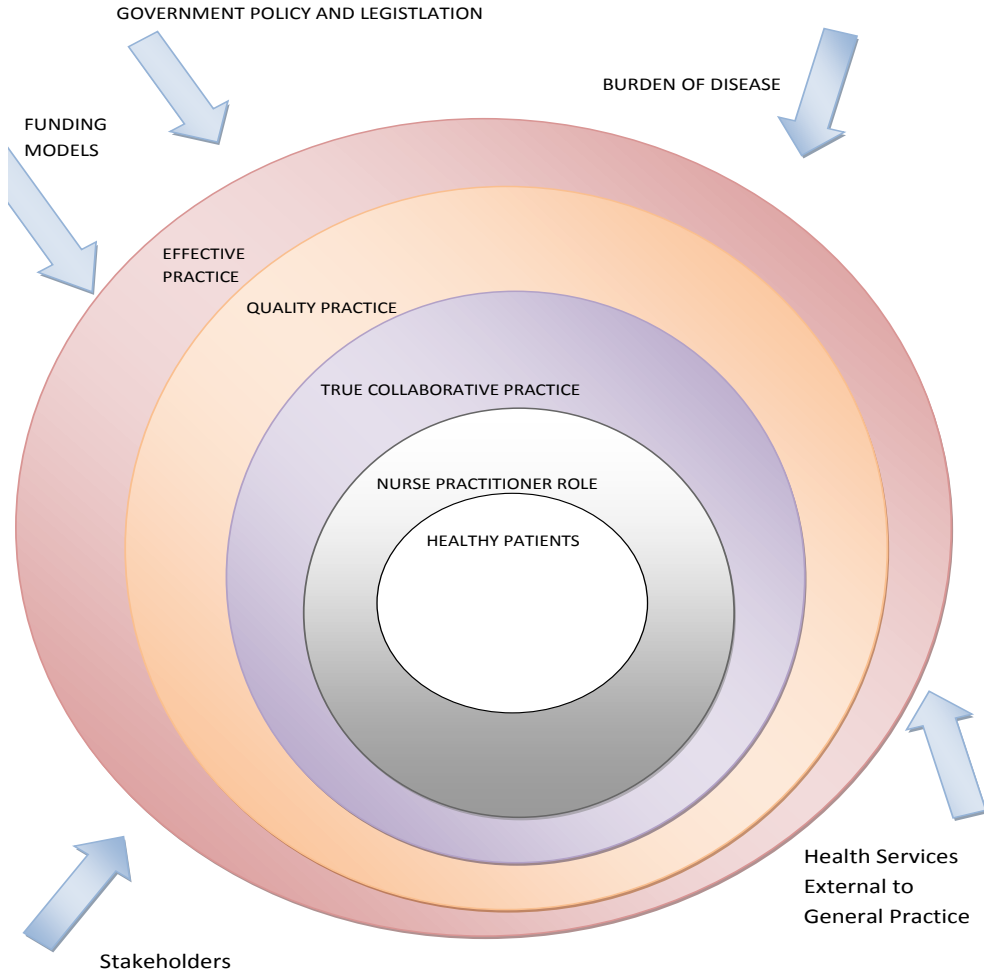 GOVERNMENT POLICY AND LEGISTLATION
BURDEN OF DISEASE
FUNDING
MODELS
EFFECTIVE
PRACTICE
QUALITY PRACTICE
TRUE COLLABORATIVE PRACTICE
NURSE PRACTITIONER ROLE
HEALTHY PATIENTS
Health Services
External to
General Practice
Stakeholders